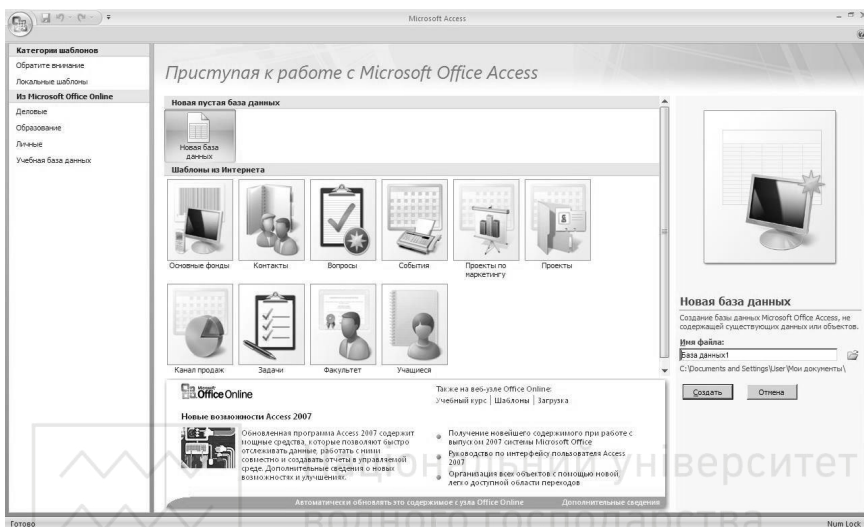 Microsoft Access
Категории шаблонов
Обратите внимание
Локальные шаблоны
Из Microsoft Office Online
Деловые
Образование
Личные
Учебная база данных
Приступая к работе с Microsoft Office Access
Новая пустая база данных
Новая база
данных
Шаблоны из Интернета
Основные фонды
Контакты
Вопросы
События
Проекты по
маркетингу
Проекты
Канал продаж
Задачи
Факультет
Учащиеся
Microsoft
Office Online
Новые возможности Access 2007
Обновленная программа Access 2007 содержит
мощные средства, которые позволяют быстро
отслеживать данные, работать с ними
совместно и создавать отчеты в управляемой
среде. Дополнительные сведения о новых
возможностях и улучшениях.
Также на веб-узле Office Online:
Учебный курс | Шаблоны | Загрузка
Получение новейшего содержимого при работе с
выпуском 2007 системы Microsoft Office
Руководство по интерфейсу пользователя Access
2007
Организация всех объектов с помощью новой,
легко доступной области переходов
Автоматически обновлять это содержимое с узла Office Online
Дополнительные сведения
Новая база данных
Создание базы данных Microsoft Office Access, не
содержащей существующих данных или объектов.
Имя файла:
База данных1
C:\Documents and Settings\User\Мои документы\
Создать
Отмена
Готово
Num Lock
Національний університет
водного господарства